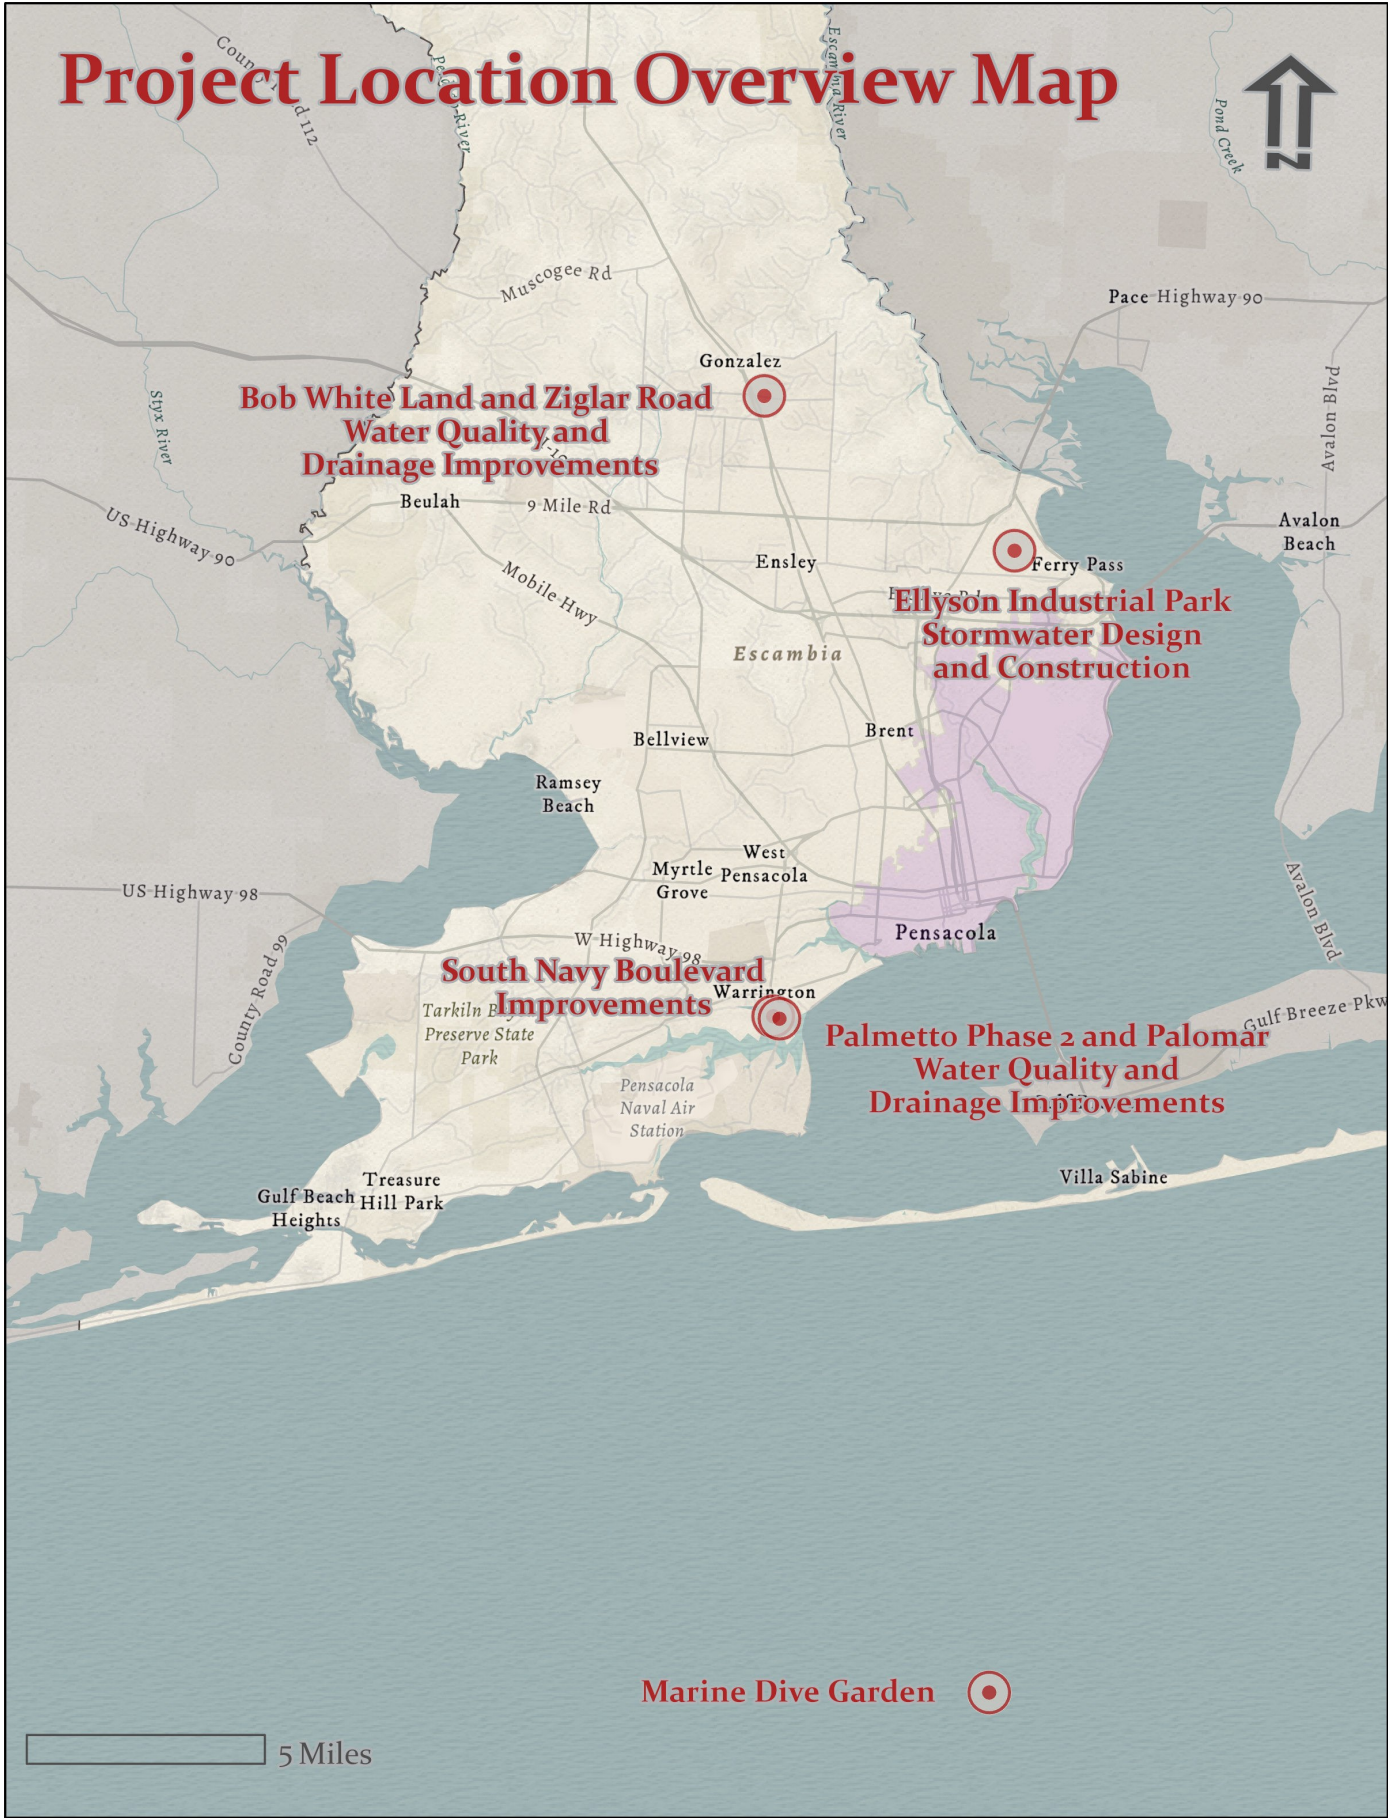 Project Location Overview Map
County Road 112
Perdido River
Escambia River
Pond Creek
N
Muscogee Rd
Pace Highway 90
Gonzalez
Styx River
Avalon Blvd
Bob White Land and Ziglar Road
Water Quality and
Drainage Improvements
I-10
Beulah
9 Mile Rd
US Highway 90
Avalon
Beach
Mobile Hwy
Ensley
Ferry Pass
Ellyson Industrial Park
Stormwater Design
and Construction
Escambia
Bellview
Brent
Ramsey
Beach
West
Pensacola
Myrtle
Grove
US Highway 98
Avalon Blvd
County Road 99
W Highway 98
Pensacola
South Navy Boulevard
Improvements
Warrington
Tarkiln
Preserve State
Park
Gulf Breeze Pkw
Palmetto Phase 2 and Palomar
Water Quality and
Drainage Improvements
Pensacola
Naval Air
Station
Villa Sabine
Treasure
Hill Park
Gulf Beach
Heights
Marine Dive Garden
5 Miles